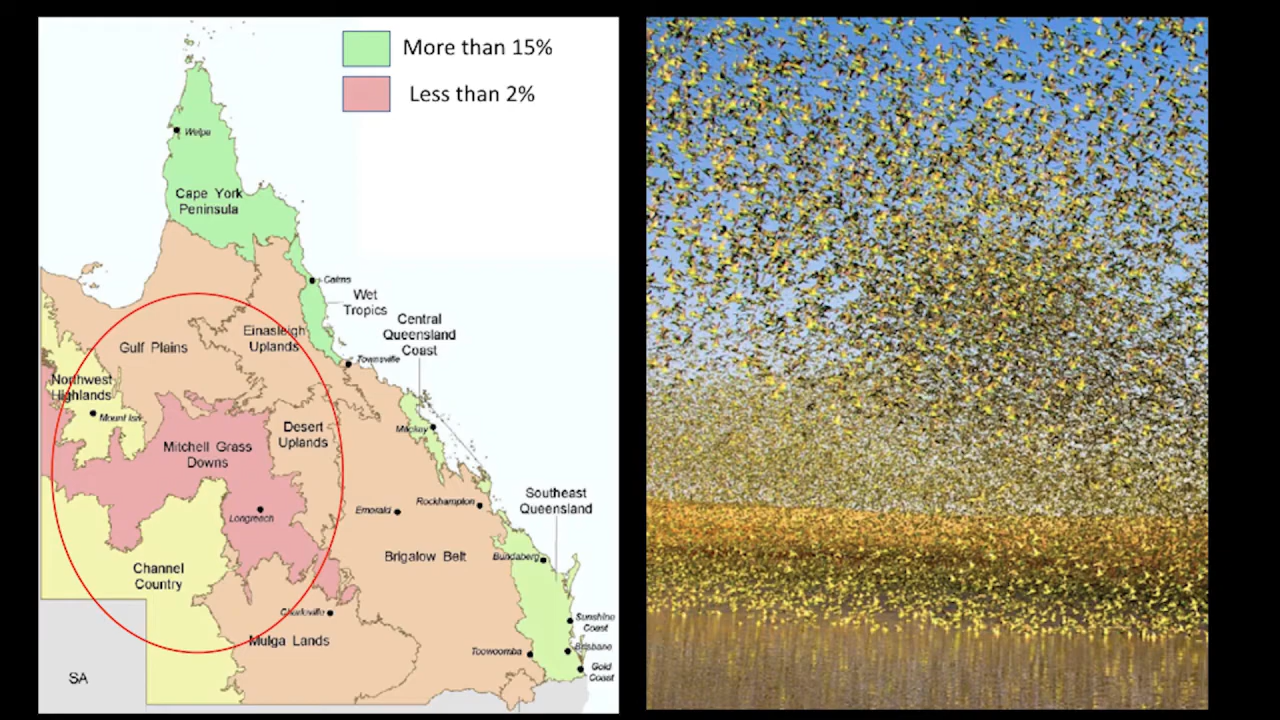 More than 15%
Less than 2%
Weipa
Cape York
Peninsula
Cairns
Wet
Tropics
Central
Queensland
Coast
Einasleigh
Uplands
Gulf Plains
Townsville
Northwest
Highlands
Mount Isa
Mackay
Desert
Uplands
Mitchell Grass
Downs
Southeast
Queensland
Rockhampton
Emerald
Longreach
Brigalow Belt
Bundaberg
Channel
Country
Charleville
Sunshine
Coast
Mulga Lands
Toowoomba
Brisbane
Gold
Coast
SA